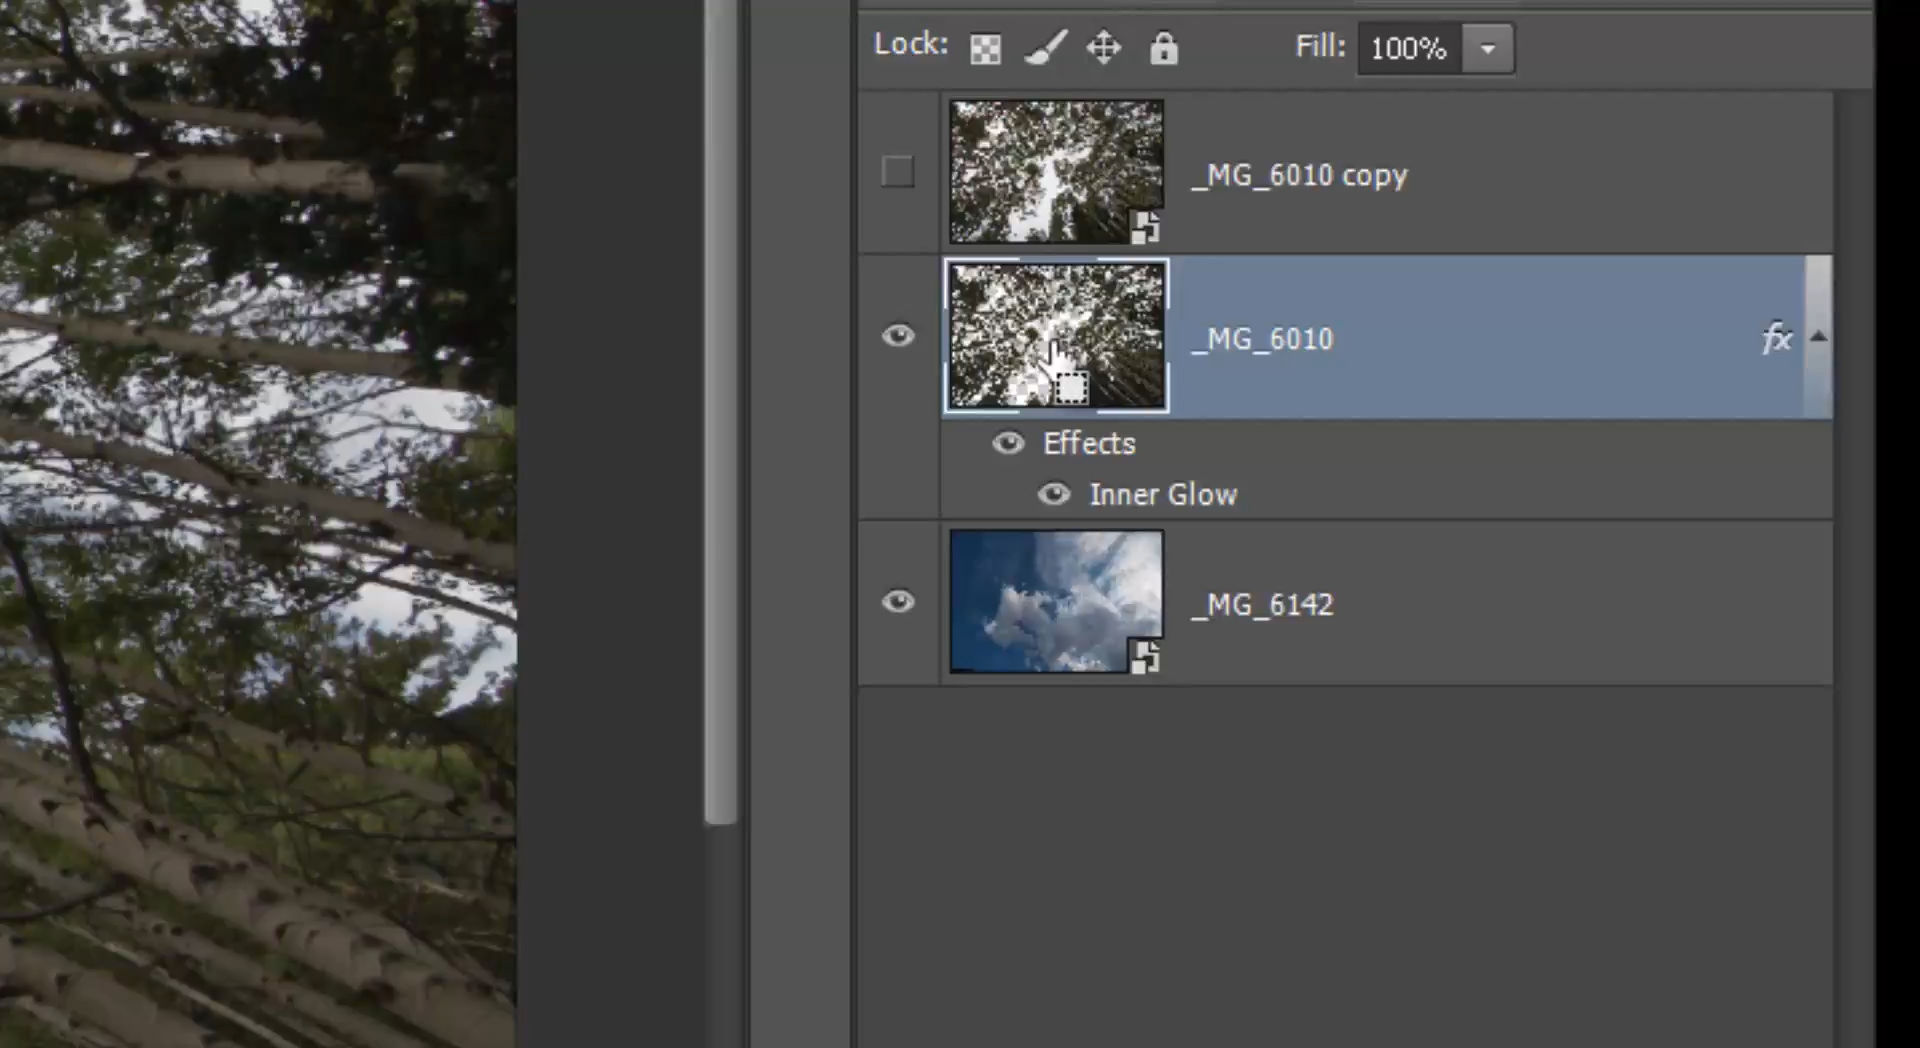 Lock:
Fill: 100%
_MG_6010 copy
_MG_6010
fx
Effects
Inner Glow
_MG_6142